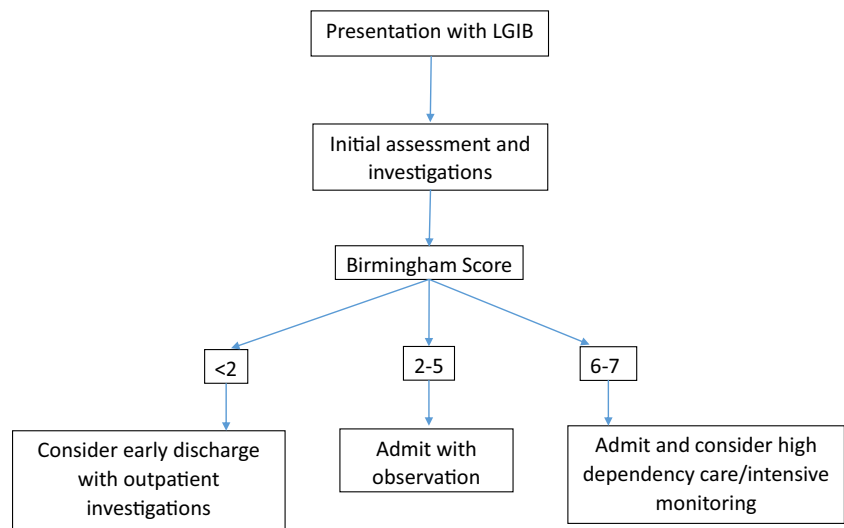 Presentation with LGIB
Initial assessment and
investigations
Birmingham Score
<2
2-5
6-7
Consider early discharge
with outpatient
investigations
Admit with
observation
Admit and consider high
dependency care/intensive
monitoring